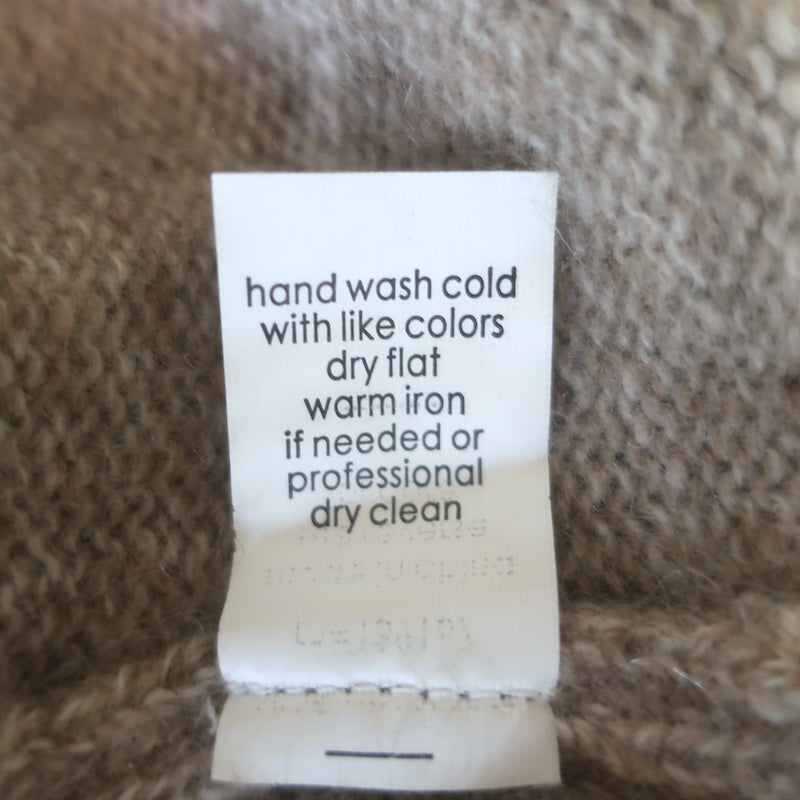 hand wash cold
with like colors
dry flat
warm iron
if needed or
professional
dry clean